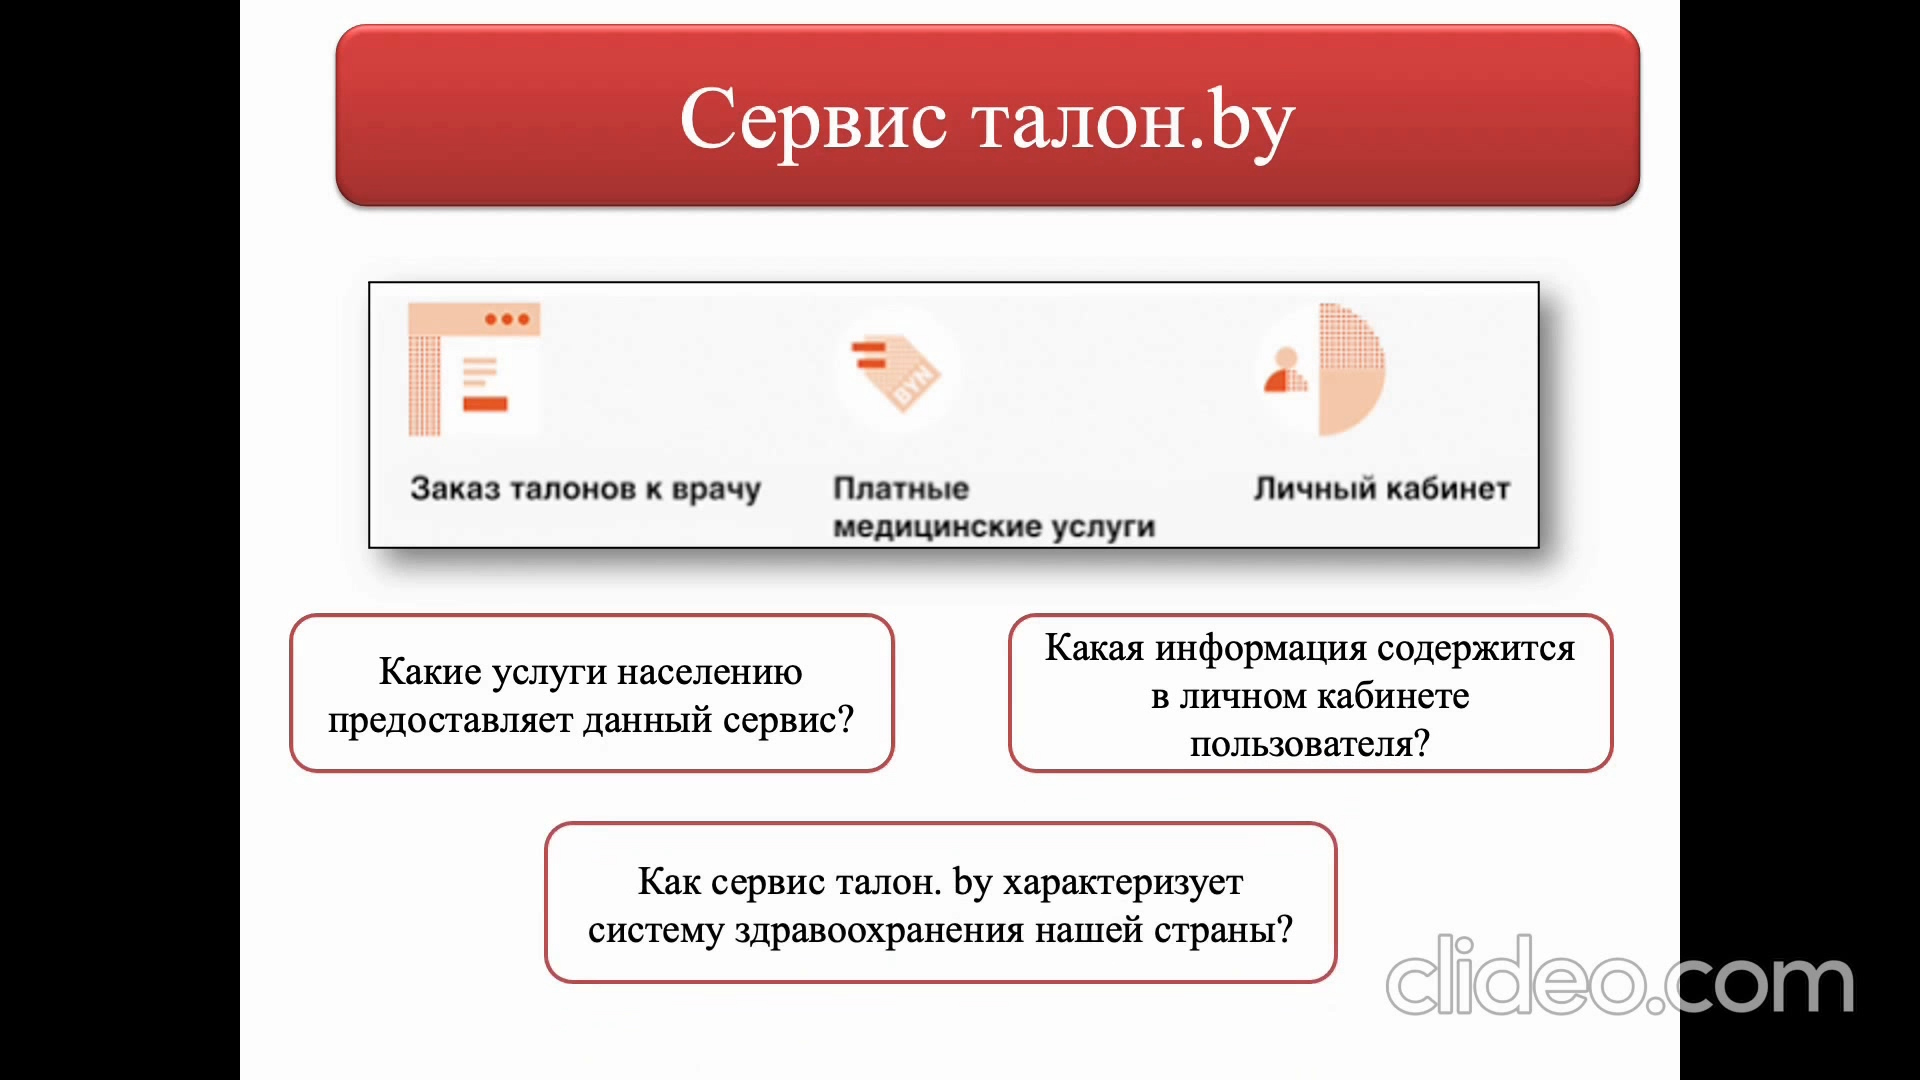 Сервис талон.by
BYN
Заказ талонов к врачу
Платные
медицинские услуги
Личный кабинет
Какие услуги населению
предоставляет данный сервис?
Какая информация содержится
в личном кабинете
пользователя?
Как сервис талон. by характеризует
систему здравоохранения нашей страны?
clideo.com